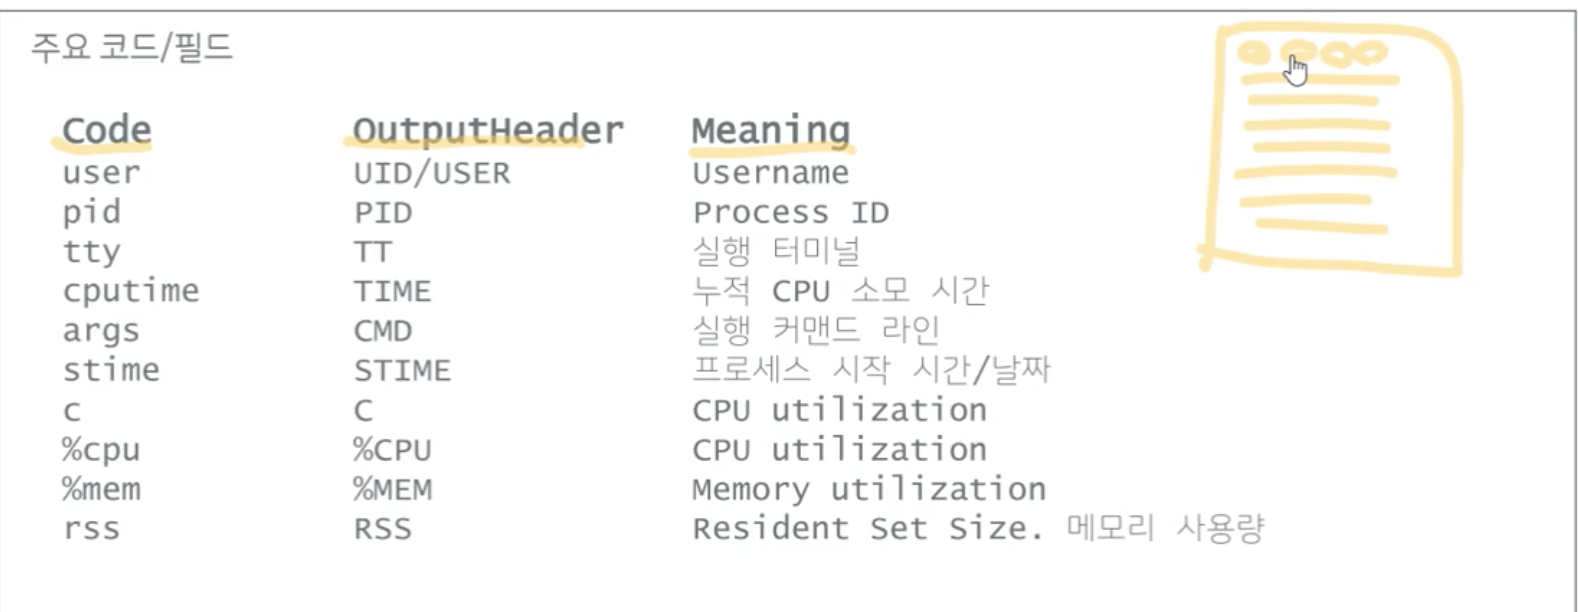 주요 코드/필드
Code OutputHeader Meaning
user UID/USER Username
pid PID Process ID
tty TT 실행 터미널
cputime TIME 누적 CPU 소모 시간
args CMD 실행 커맨드 라인
stime STIME 프로세스 시작 시간/날짜
c C CPU utilization
%cpu %CPU CPU utilization
%mem %MEM Memory utilization
rss RSS Resident Set Size. 메모리 사용량